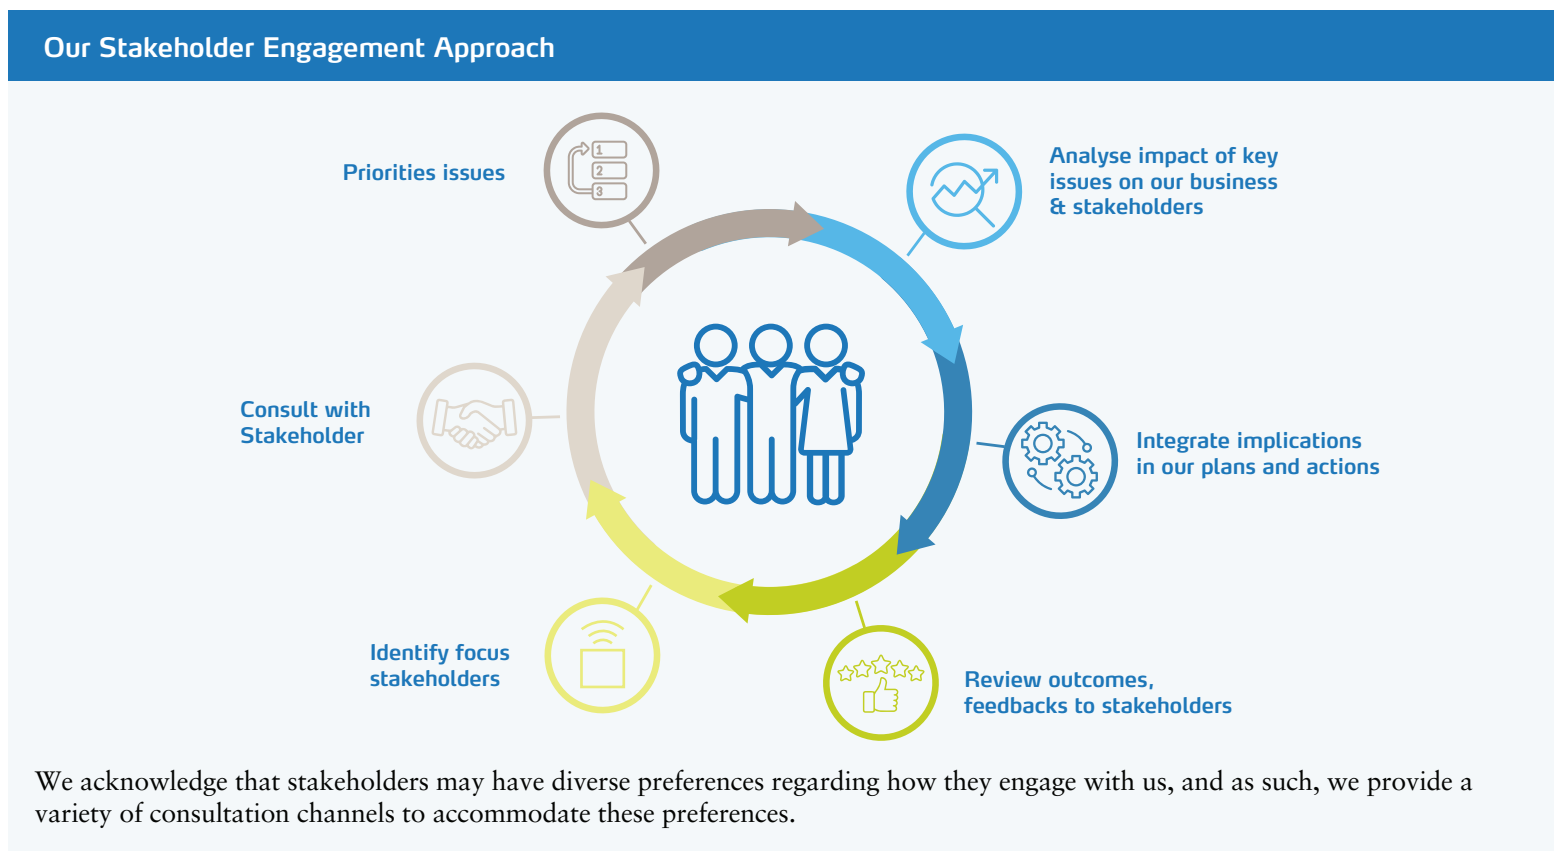 Our Stakeholder Engagement Approach
Priorities issues
1
2
3
Analyse impact of key
issues on our business
& stakeholders
Consult with
Stakeholder
Integrate implications
in our plans and actions
Identify focus
stakeholders
Review outcomes,
feedbacks to stakeholders
We acknowledge that stakeholders may have diverse preferences regarding how they engage with us, and as such, we provide a
variety of consultation channels to accommodate these preferences.